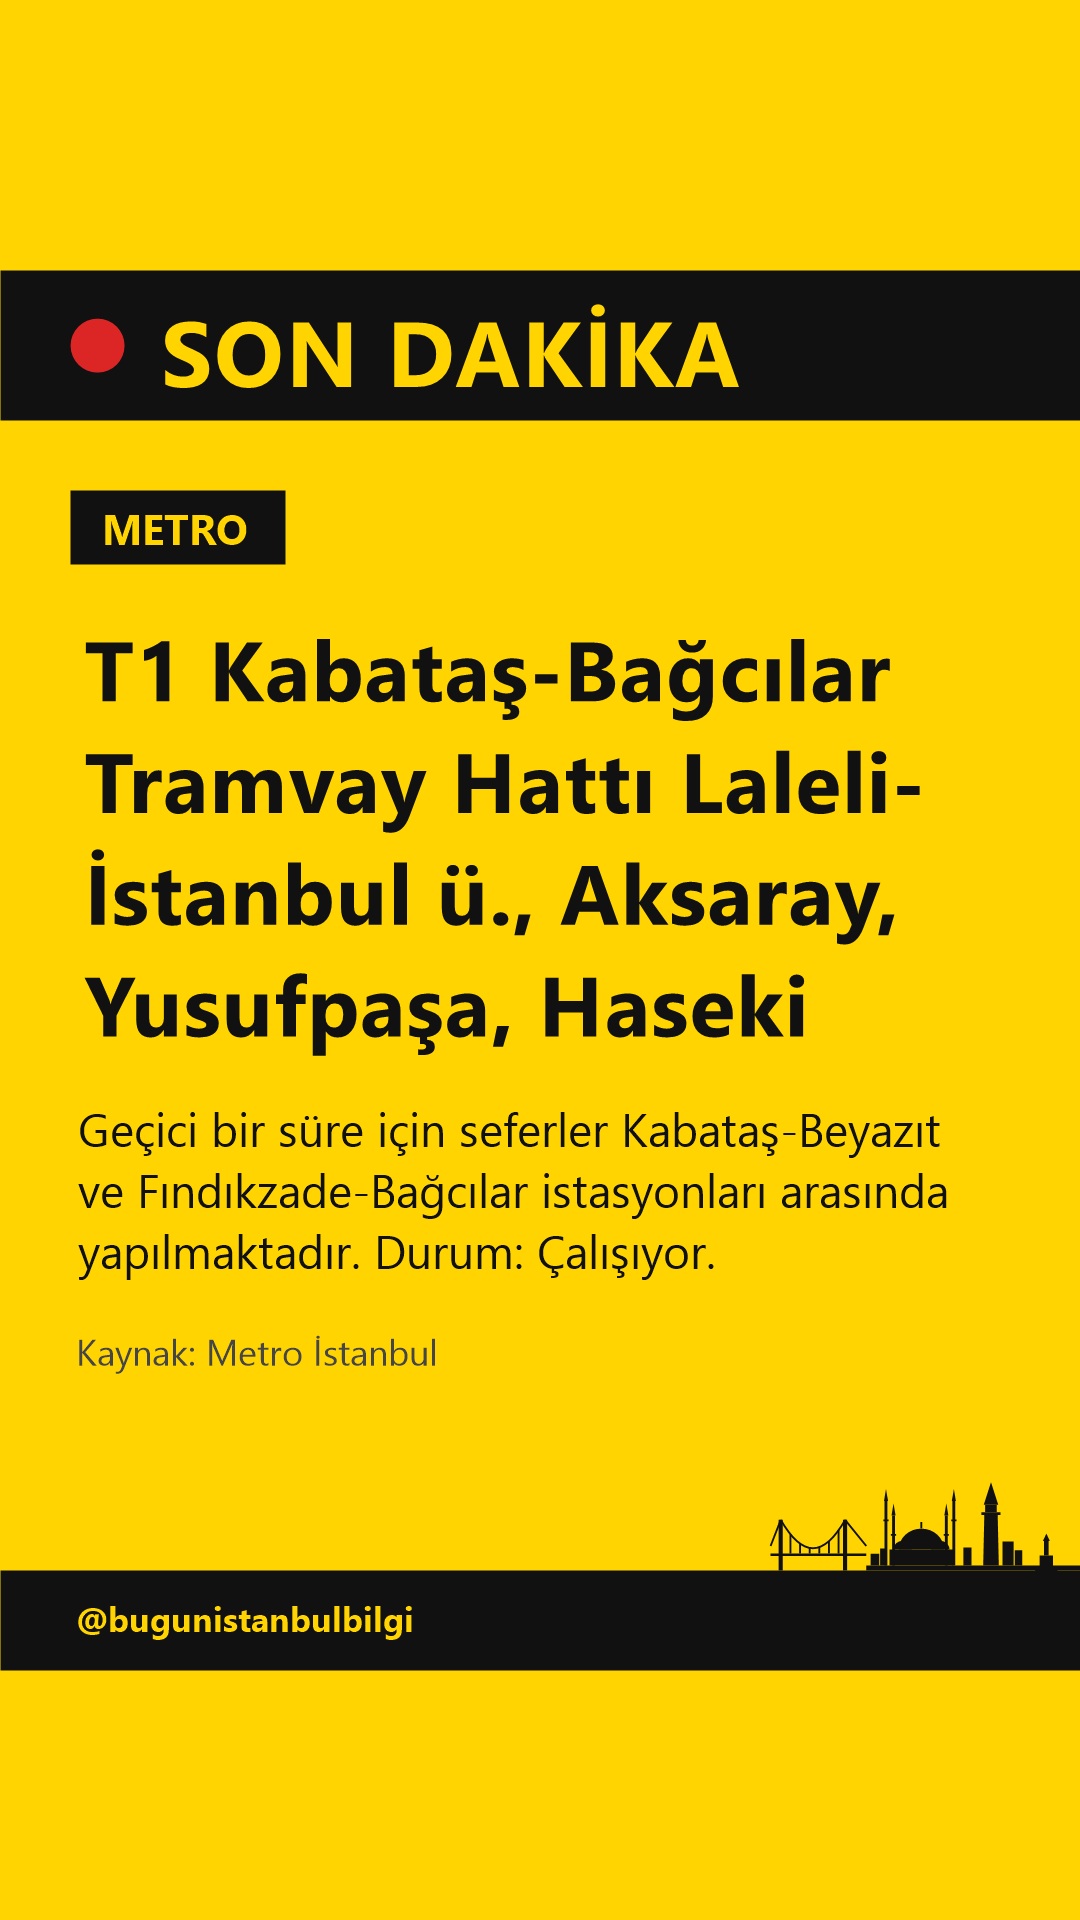 SON DAKİKA
METRO
T1 Kabataş-Bağcılar
Tramvay Hattı Laleli-
İstanbul ü., Aksaray,
Yusufpaşa, Haseki
Geçici bir süre için seferler Kabataş-Beyazıt
ve Fındıkzade-Bağcılar istasyonları arasında
yapılmaktadır. Durum: Çalışıyor.
Kaynak: Metro İstanbul
@bugunistanbulbilgi